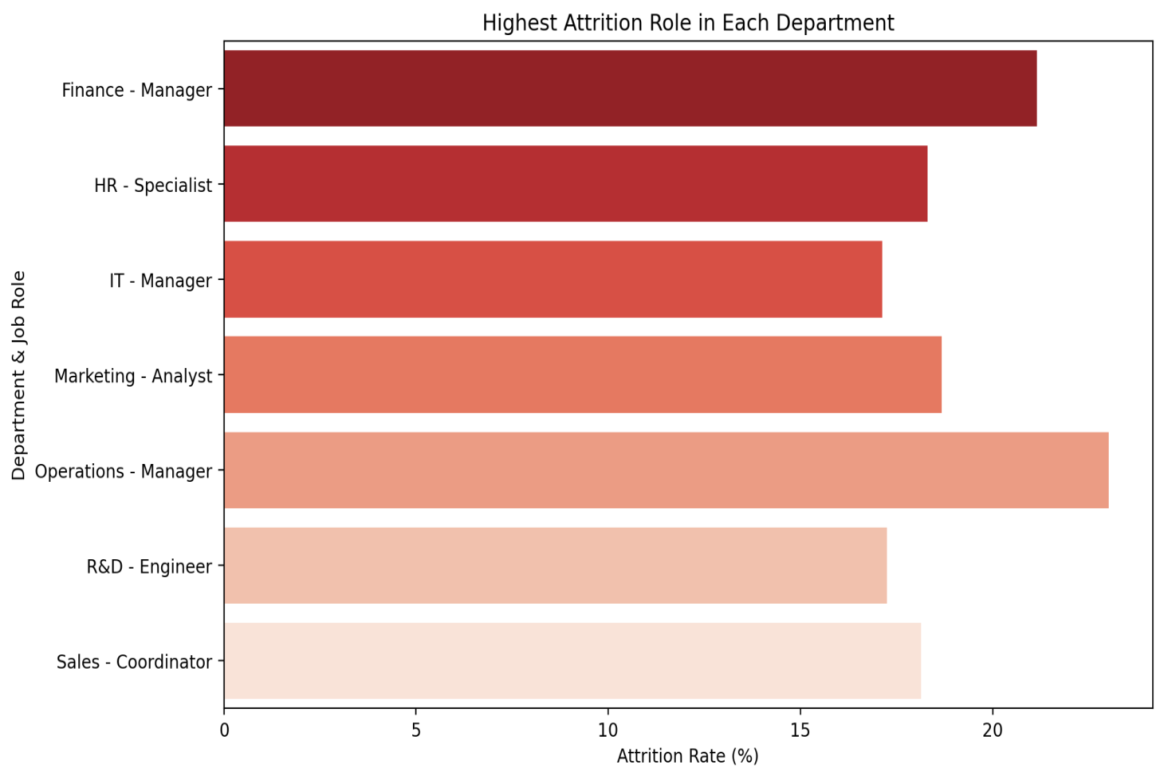 Highest Attrition Role in Each Department
Department & Job Role
Finance - Manager
HR - Specialist
IT - Manager
Marketing - Analyst
Operations - Manager
R&D - Engineer
Sales - Coordinator
0 5 10 15 20
Attrition Rate (%)